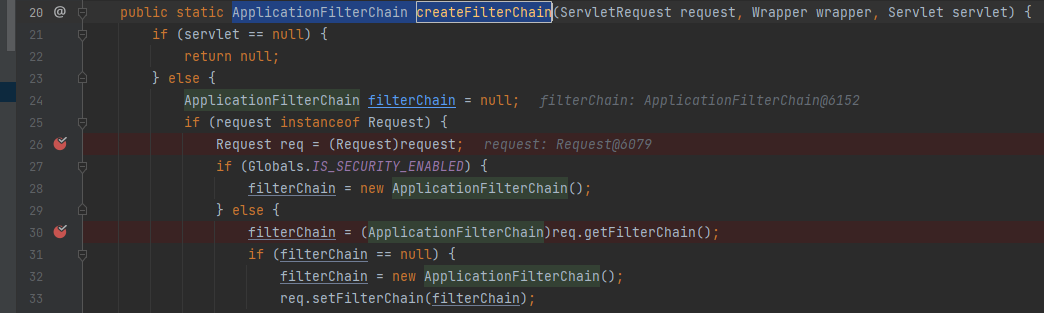 20 @ public static ApplicationFilterChain createFilterChain(ServletRequest request, Wrapper wrapper, Servlet servlet) {
21 if (servlet == null) {
22 return null;
23 } else {
24 ApplicationFilterChain filterChain = null; filterChain: ApplicationFilterChain@6152
25 if (request instanceof Request) {
26 Request req = (Request)request; request: Request@6079
27 if (Globals.IS_SECURITY_ENABLED) {
28 filterChain = new ApplicationFilterChain();
29 } else {
30 filterChain = (ApplicationFilterChain)req.getFilterChain();
31 if (filterChain == null) {
32 filterChain = new ApplicationFilterChain();
33 req.setFilterChain(filterChain);